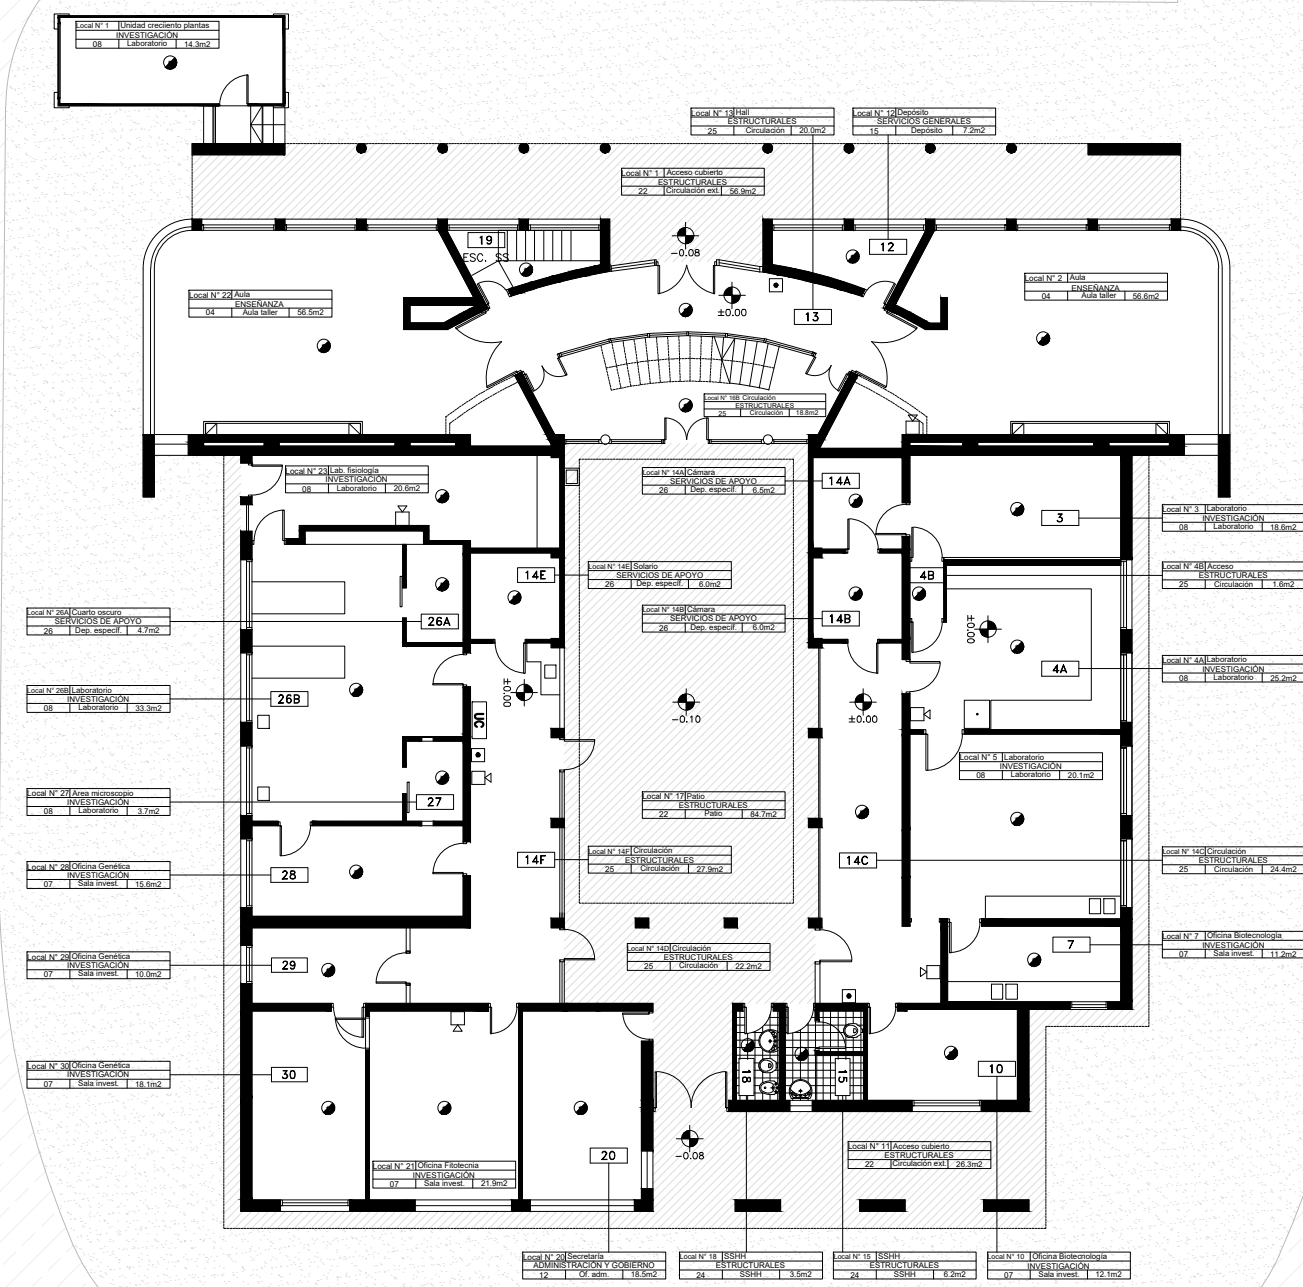 Local N° 1 Unidad creciiento plantas
INVESTIGACIÓN
08 Laboratorio 14.3m2
Local N° 13 Hall
ESTRUCTURALES
25 Circulación 20.0m2
Local N° 12 Depósito
SERVICIOS GENERALES
15 Depósito 7.2m2
Local N° 1 Acceso cubierto
ESTRUCTURALES
22 Circulación ext. 56.9m2
19
ESC. SS
-0.08
12
Local N° 22 Aula
ENSEÑANZA
04 Aula taller 56.5m2
±0.00
13
Local N° 2 Aula
ENSEÑANZA
04 Aula taller 56.6m2
Local N° 16B Circulación
ESTRUCTURALES
25 Circulación 18.8m2
Local N° 23 Lab. fisiología
INVESTIGACIÓN
08 Laboratorio 20.6m2
Local N° 14A Cámara
SERVICIOS DE APOYO
26 Dep. específ. 6.5m2
14A
3
Local N° 3 Laboratorio
INVESTIGACIÓN
08 Laboratorio 18.6m2
14E
Local N° 14E Solario
SERVICIOS DE APOYO
26 Dep. específ. 6.0m2
4B
Local N° 4B Acceso
ESTRUCTURALES
25 Circulación 1.6m2
Local N° 26A Cuarto oscuro
SERVICIOS DE APOYO
26 Dep. específ. 4.7m2
26A
Local N° 14B Cámara
SERVICIOS DE APOYO
26 Dep. específ. 6.0m2
14B
±0.00
4A
Local N° 4A Laboratorio
INVESTIGACIÓN
08 Laboratorio 25.2m2
Local N° 26B Laboratorio
INVESTIGACIÓN
08 Laboratorio 33.3m2
26B
±0.00
UC
-0.10
±0.00
Local N° 5 Laboratorio
INVESTIGACIÓN
08 Laboratorio 20.1m2
Local N° 27 Area microscopio
INVESTIGACIÓN
08 Laboratorio 3.7m2
27
Local N° 17 Patio
ESTRUCTURALES
22 Patio 84.7m2
Local N° 28 Oficina Genética
INVESTIGACIÓN
07 Sala invest. 15.6m2
28
14F
Local N° 14F Circulación
ESTRUCTURALES
25 Circulación 27.9m2
14C
Local N° 14C Circulación
ESTRUCTURALES
25 Circulación 24.4m2
Local N° 29 Oficina Genética
INVESTIGACIÓN
07 Sala invest. 10.0m2
29
Local N° 14D Circulación
ESTRUCTURALES
25 Circulación 22.2m2
7
Local N° 7 Oficina Biotecnología
INVESTIGACIÓN
07 Sala invest. 11.2m2
Local N° 30 Oficina Genética
INVESTIGACIÓN
07 Sala invest. 18.1m2
30
18
15
10
Local N° 21 Oficina Fitotecnia
INVESTIGACIÓN
07 Sala invest. 21.9m2
20
-0.08
Local N° 11 Acceso cubierto
ESTRUCTURALES
22 Circulación ext. 26.3m2
Local N° 20 Secretaría
ADMINISTRACIÓN Y GOBIERNO
12 Of. adm. 18.5m2
Local N° 18 SSHH
ESTRUCTURALES
24 SSHH 3.5m2
Local N° 15 SSHH
ESTRUCTURALES
24 SSHH 6.2m2
Local N° 10 Oficina Biotecnología
INVESTIGACIÓN
07 Sala invest. 12.1m2